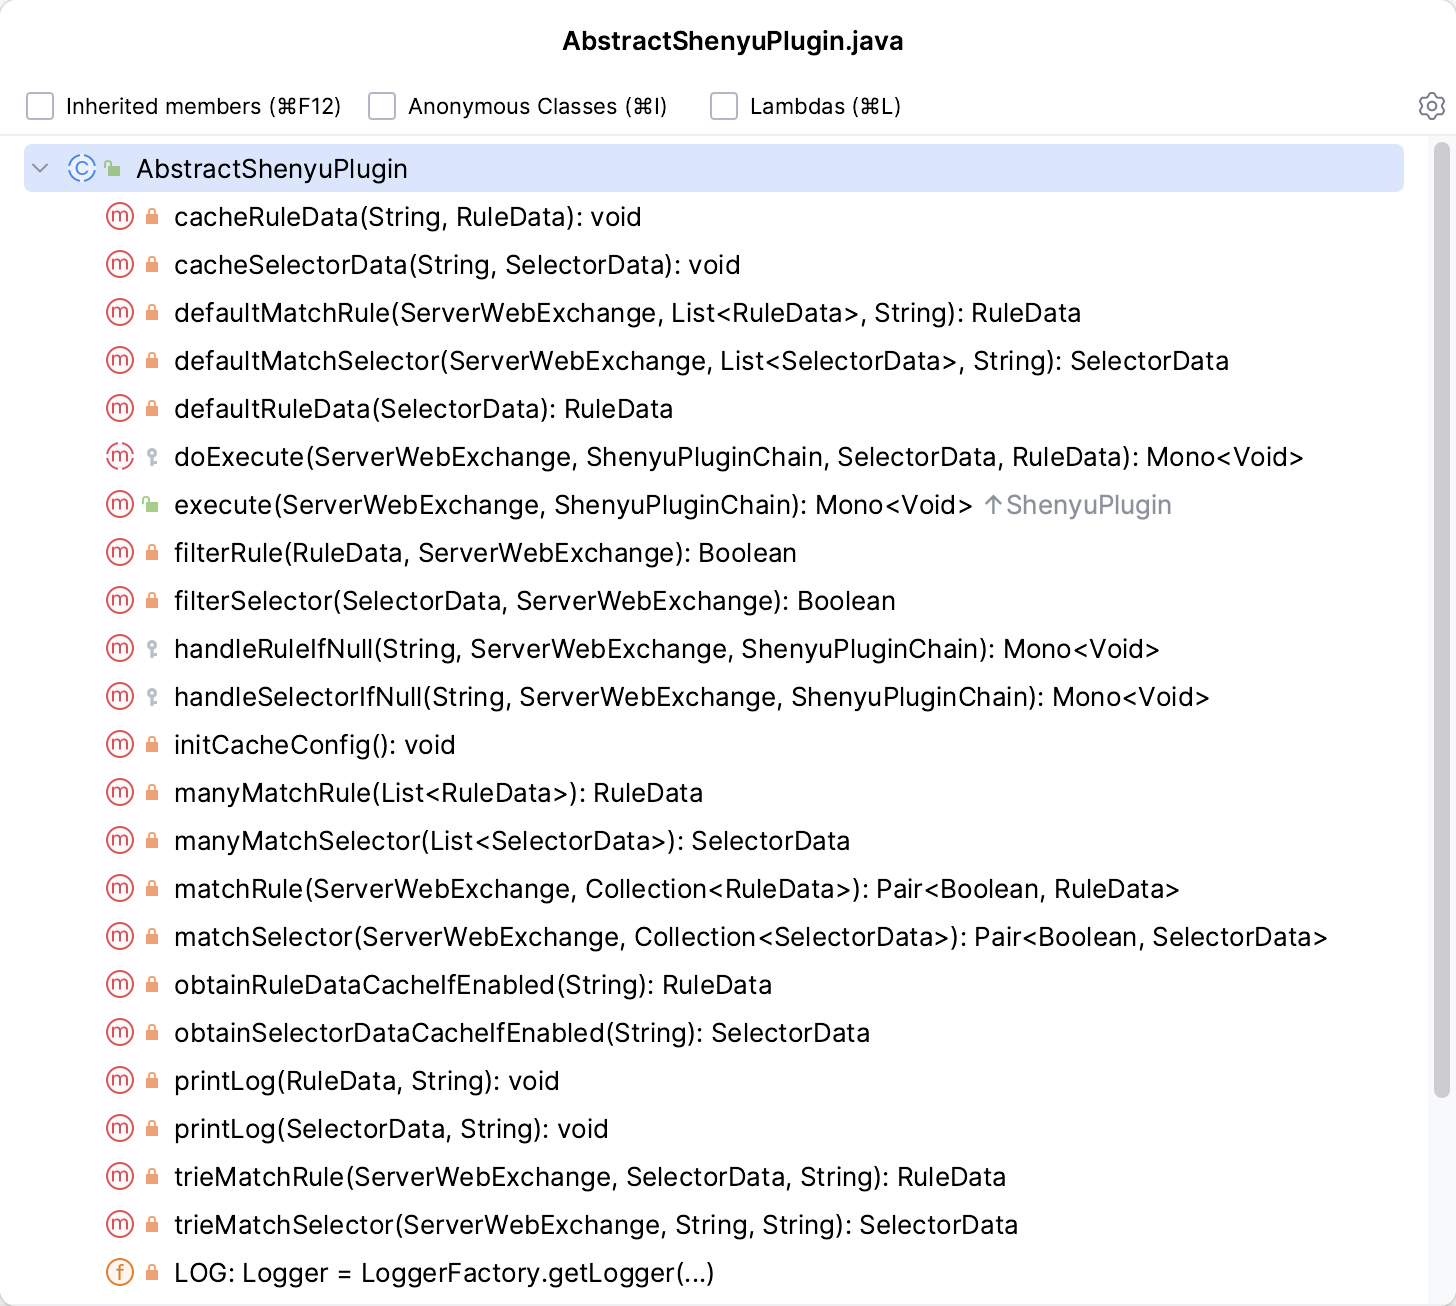 AbstractShenyuPlugin.java
Inherited members (⌘F12) Anonymous Classes (⌘I) Lambdas (⌘L)
AbstractShenyuPlugin
cacheRuleData(String, RuleData): void
cacheSelectorData(String, SelectorData): void
defaultMatchRule(ServerWebExchange, List<RuleData>, String): RuleData
defaultMatchSelector(ServerWebExchange, List<SelectorData>, String): SelectorData
defaultRuleData(SelectorData): RuleData
doExecute(ServerWebExchange, ShenyuPluginChain, SelectorData, RuleData): Mono<Void>
execute(ServerWebExchange, ShenyuPluginChain): Mono<Void> ↑ShenyuPlugin
filterRule(RuleData, ServerWebExchange): Boolean
filterSelector(SelectorData, ServerWebExchange): Boolean
handleRuleIfNull(String, ServerWebExchange, ShenyuPluginChain): Mono<Void>
handleSelectorIfNull(String, ServerWebExchange, ShenyuPluginChain): Mono<Void>
initCacheConfig(): void
manyMatchRule(List<RuleData>): RuleData
manyMatchSelector(List<SelectorData>): SelectorData
matchRule(ServerWebExchange, Collection<RuleData>): Pair<Boolean, RuleData>
matchSelector(ServerWebExchange, Collection<SelectorData>): Pair<Boolean, SelectorData>
obtainRuleDataCacheIfEnabled(String): RuleData
obtainSelectorDataCacheIfEnabled(String): SelectorData
printLog(RuleData, String): void
printLog(SelectorData, String): void
trieMatchRule(ServerWebExchange, SelectorData, String): RuleData
trieMatchSelector(ServerWebExchange, String, String): SelectorData
LOG: Logger = LoggerFactory.getLogger(...)